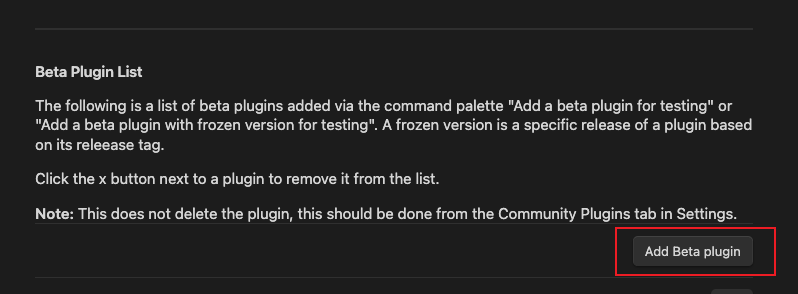 Beta Plugin List
The following is a list of beta plugins added via the command palette "Add a beta plugin for testing" or
"Add a beta plugin with frozen version for testing". A frozen version is a specific release of a plugin based
on its releease tag.
Click the x button next to a plugin to remove it from the list.
Note: This does not delete the plugin, this should be done from the Community Plugins tab in Settings.
Add Beta plugin